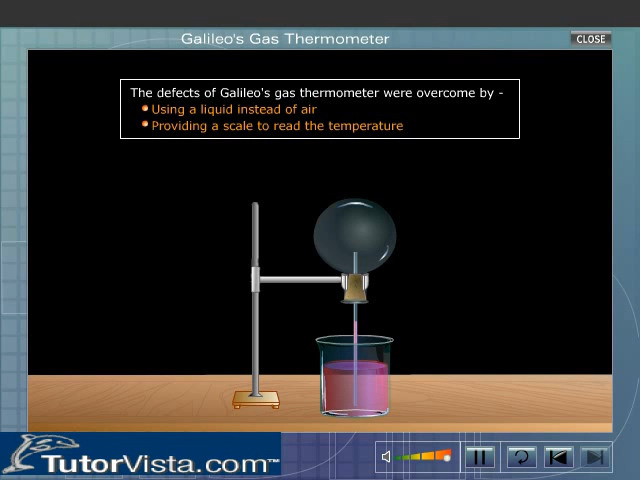 Galileo's Gas Thermometer
CLOSE
The defects of Galileo's gas thermometer were overcome by -
Using a liquid instead of air
Providing a scale to read the temperature
TutorVista.com™